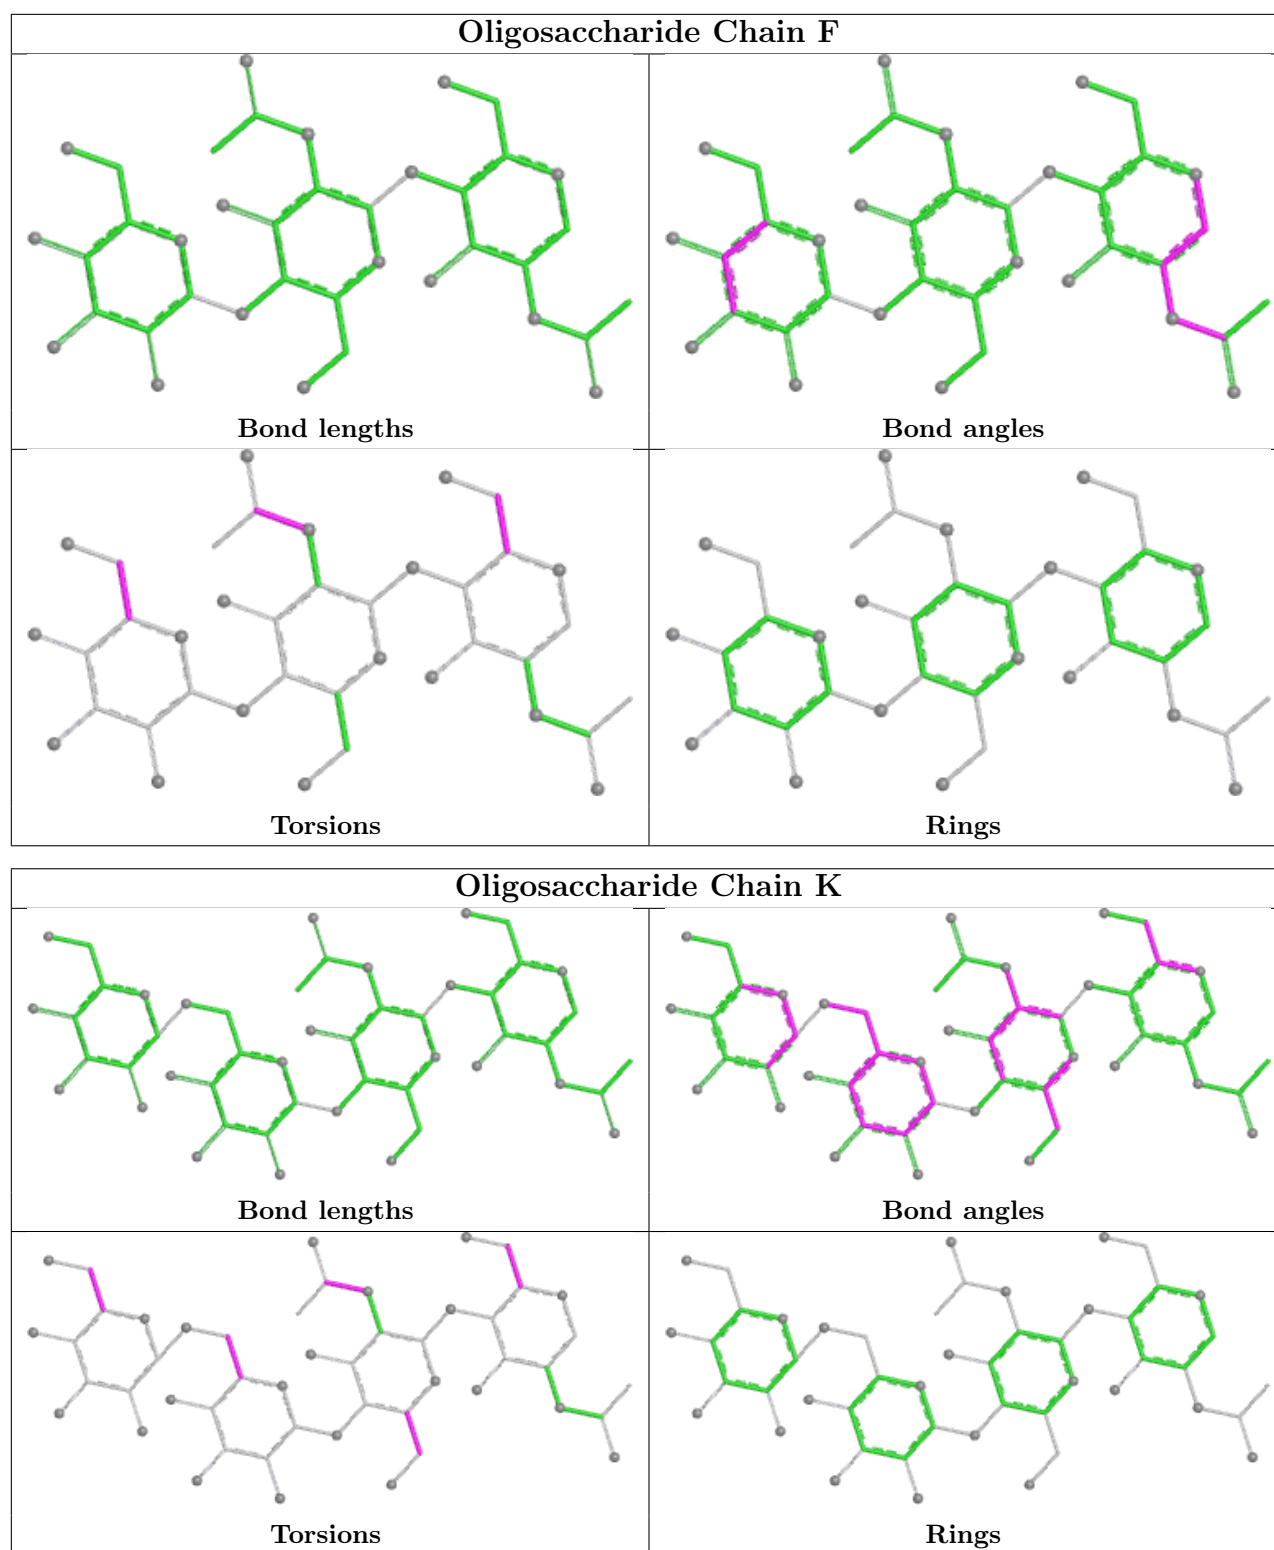 Oligosaccharide Chain F
Bond lengths
Bond angles
Torsions
Rings
Oligosaccharide Chain K
Bond lengths
Bond angles
Torsions
Rings